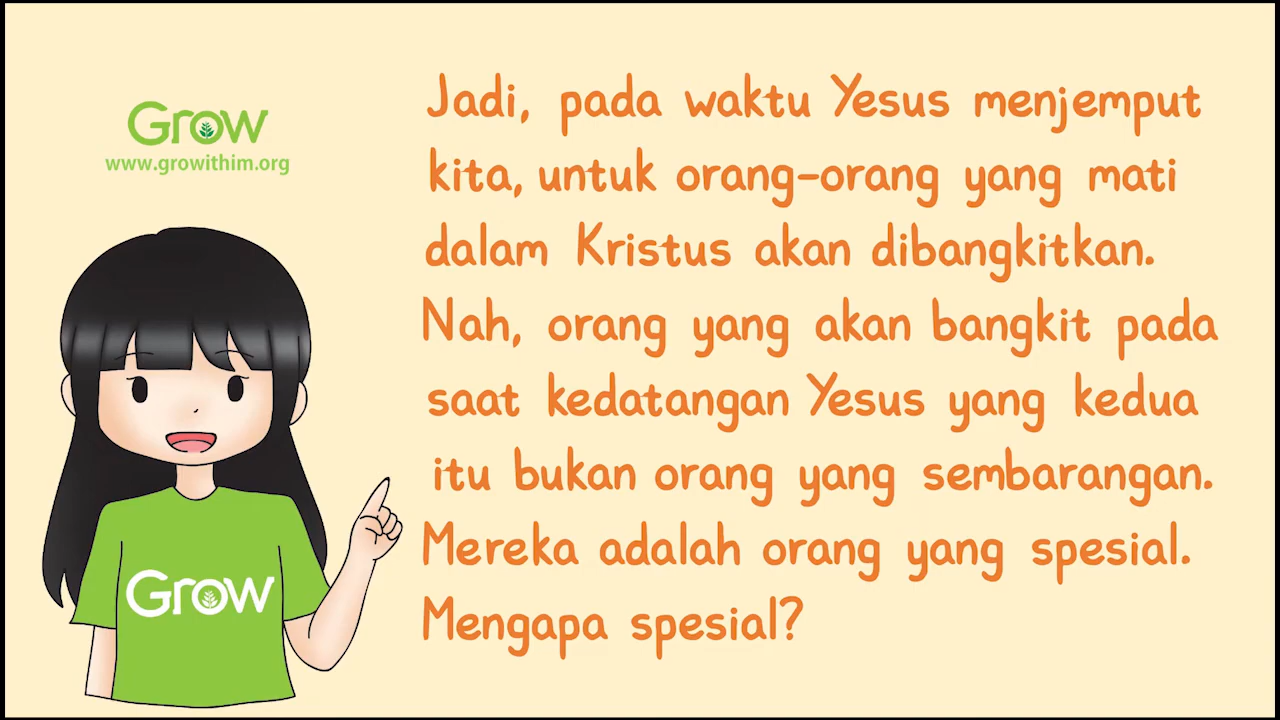 Grow
www.growithim.org
Jadi, pada waktu Yesus menjemput
kita, untuk orang-orang yang mati
dalam Kristus akan dibangkitkan.
Nah, orang yang akan bangkit pada
saat kedatangan Yesus yang kedua
itu bukan orang yang sembarangan.
Mereka adalah orang yang spesial.
Mengapa spesial?
Grow